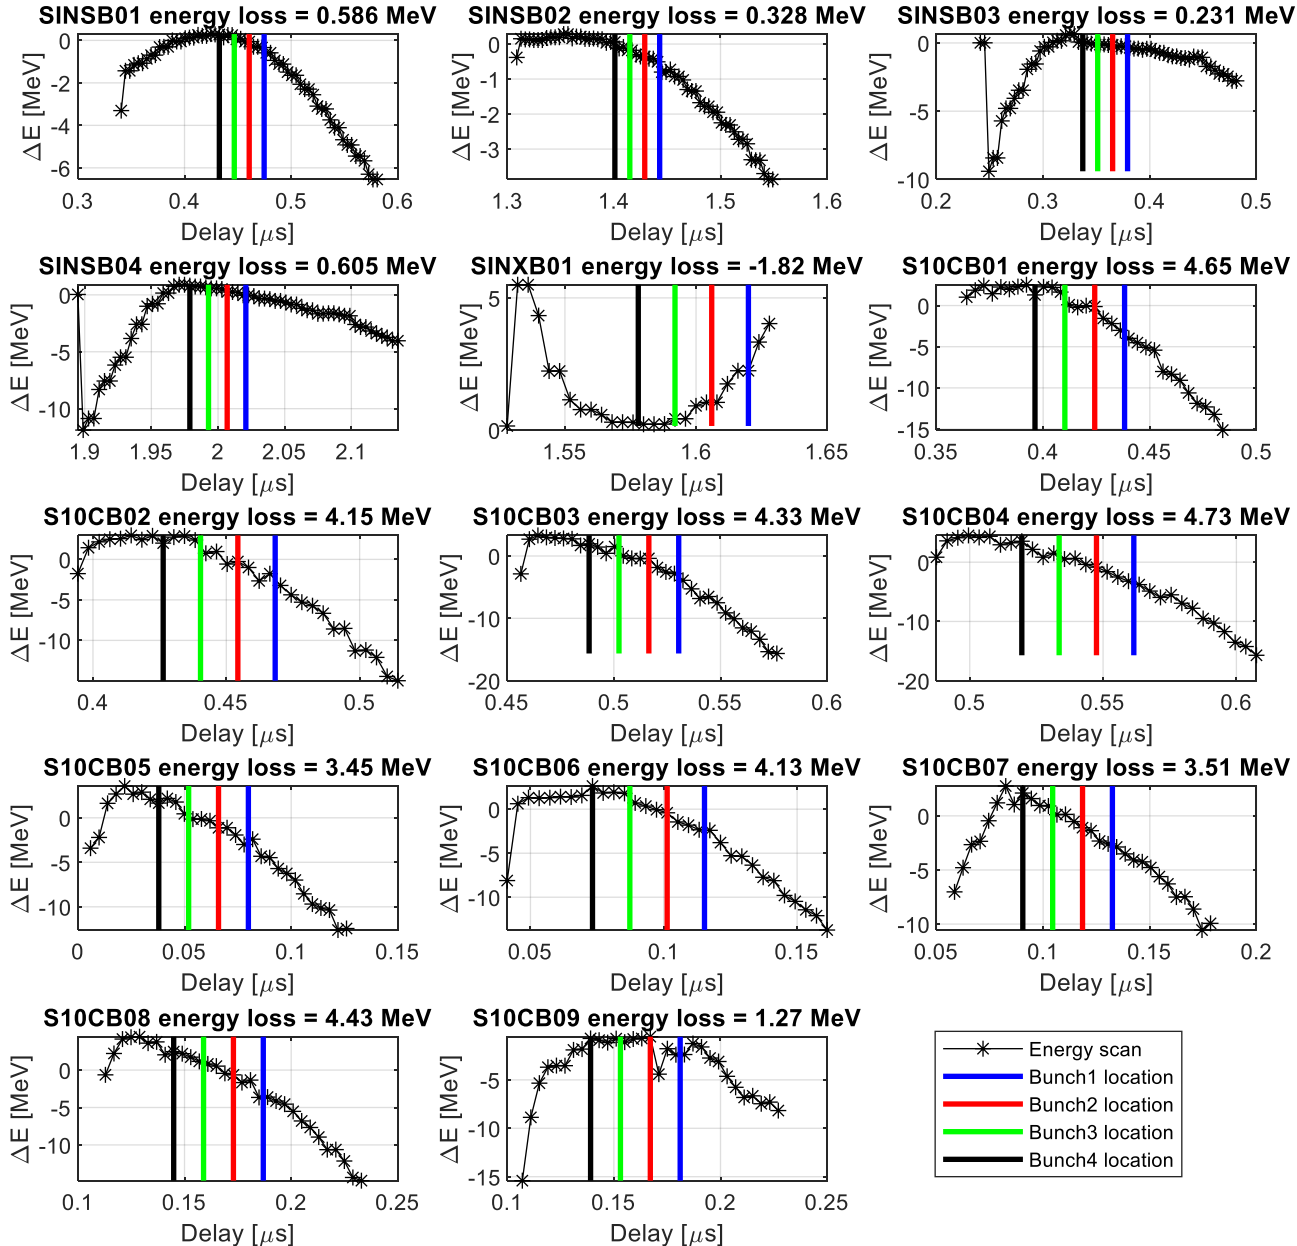 SINSB01 energy loss = 0.586 MeV
SINSB02 energy loss = 0.328 MeV
SINSB03 energy loss = 0.231 MeV
0
-2
-4
-6
ΔE [MeV]
0.3
0.4
0.5
0.6
Delay [μs]
0
-1
-2
-3
ΔE [MeV]
1.3
1.4
1.5
1.6
Delay [μs]
0
-5
-10
ΔE [MeV]
0.2
0.3
0.4
0.5
Delay [μs]
SINSB04 energy loss = 0.605 MeV
SINXB01 energy loss = -1.82 MeV
S10CB01 energy loss = 4.65 MeV
0
-5
-10
ΔE [MeV]
1.9
1.95
2
2.05
2.1
Delay [μs]
5
0
ΔE [MeV]
1.55
1.6
1.65
Delay [μs]
0
-5
-10
-15
ΔE [MeV]
0.35
0.4
0.45
0.5
Delay [μs]
S10CB02 energy loss = 4.15 MeV
S10CB03 energy loss = 4.33 MeV
S10CB04 energy loss = 4.73 MeV
0
-5
-10
ΔE [MeV]
0.4
0.45
0.5
Delay [μs]
0
-10
-20
ΔE [MeV]
0.45
0.5
0.55
0.6
Delay [μs]
0
-10
-20
ΔE [MeV]
0.5
0.55
0.6
Delay [μs]
S10CB05 energy loss = 3.45 MeV
S10CB06 energy loss = 4.13 MeV
S10CB07 energy loss = 3.51 MeV
0
-5
-10
ΔE [MeV]
0
0.05
0.1
0.15
Delay [μs]
0
-5
-10
ΔE [MeV]
0.05
0.1
0.15
Delay [μs]
0
-5
-10
ΔE [MeV]
0.05
0.1
0.15
0.2
Delay [μs]
S10CB08 energy loss = 4.43 MeV
S10CB09 energy loss = 1.27 MeV
0
-5
-10
ΔE [MeV]
0.1
0.15
0.2
0.25
Delay [μs]
-5
-10
-15
ΔE [MeV]
0.1
0.15
0.2
0.25
Delay [μs]
Energy scan
Bunch1 location
Bunch2 location
Bunch3 location
Bunch4 location